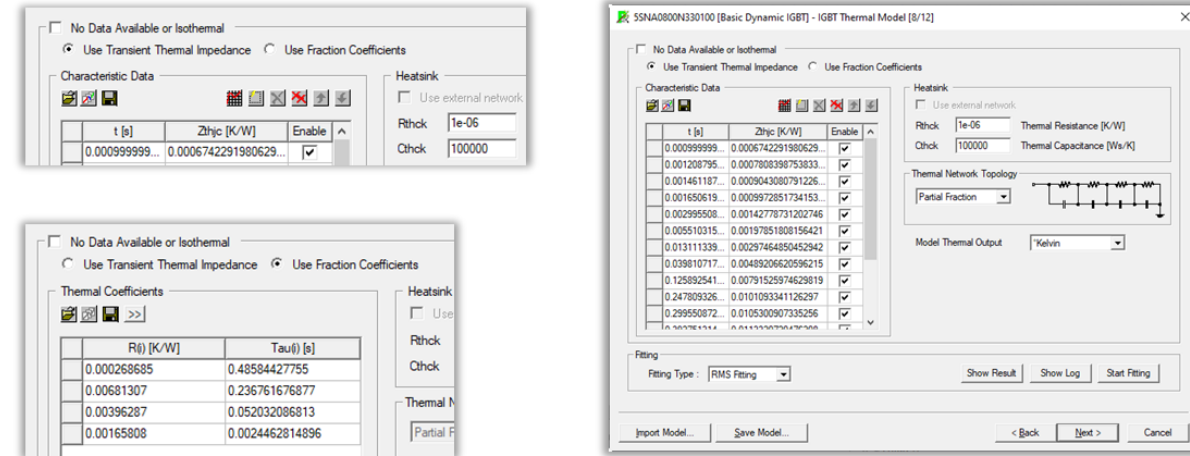 No Data Available or Isothermal
Use Transient Thermal Impedance Use Fraction Coefficients
Characteristic Data
t [s] Zthjc [K/W] Enable
0.000999999... 0.0006742291980629...
Heatsink
Use external network
Rthck 1e-06
Cthck 100000
No Data Available or Isothermal
Use Transient Thermal Impedance Use Fraction Coefficients
Thermal Coefficients
>>
R(i) [K/W] Tau(i) [s]
0.000268685 0.48584427755
0.00681307 0.236761676877
0.00396287 0.052032086813
0.00165808 0.0024462814896
Heatsink
Use
Rthck
Cthck
Thermal N
Partial F
5SNA0800N330100 [Basic Dynamic IGBT] - IGBT Thermal Model [8/12]
No Data Available or Isothermal
Use Transient Thermal Impedance Use Fraction Coefficients
Characteristic Data
t [s] Zthjc [K/W] Enable
0.000999999... 0.0006742291980629...
0.001208795... 0.0007808398753833...
0.001461187... 0.0009043080791226...
0.001650619... 0.0009972851734153...
0.002995508... 0.00142778731202746
0.005510315... 0.00197851808156421
0.013111339... 0.00297464850452942
0.039810717... 0.00489206620596215
0.125892541... 0.00791525974629819
0.247809326... 0.0101093341126297
0.299550872... 0.0105300907335256
Heatsink
Use external network
Rthck 1e-06 Thermal Resistance [K/W]
Cthck 100000 Thermal Capacitance [Ws/K]
Thermal Network Topology
Partial Fraction
Model Thermal Output °Kelvin
Fitting
Fitting Type : RMS Fitting
Show Result Show Log Start Fitting
Import Model... Save Model... < Back Next > Cancel